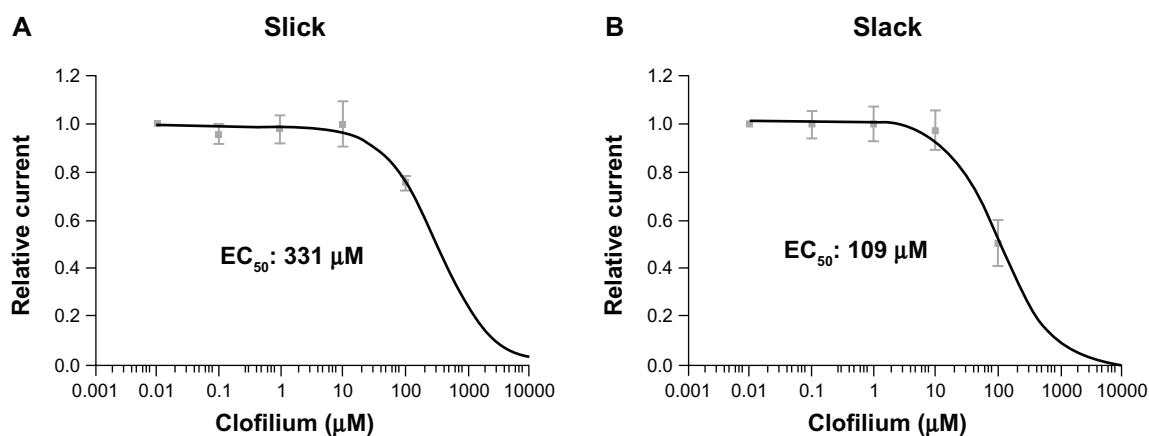 A
Slick
1.2
1.0
0.8
0.6
0.4
0.2
0.0
Relative current
EC50: 331 μM
0.001 0.01 0.1 1 10 100 1000 10000
Clofilium (μM)
B
Slack
1.2
1.0
0.8
0.6
0.4
0.2
0.0
Relative current
EC50: 109 μM
0.001 0.01 0.1 1 10 100 1000 10000
Clofilium (μM)